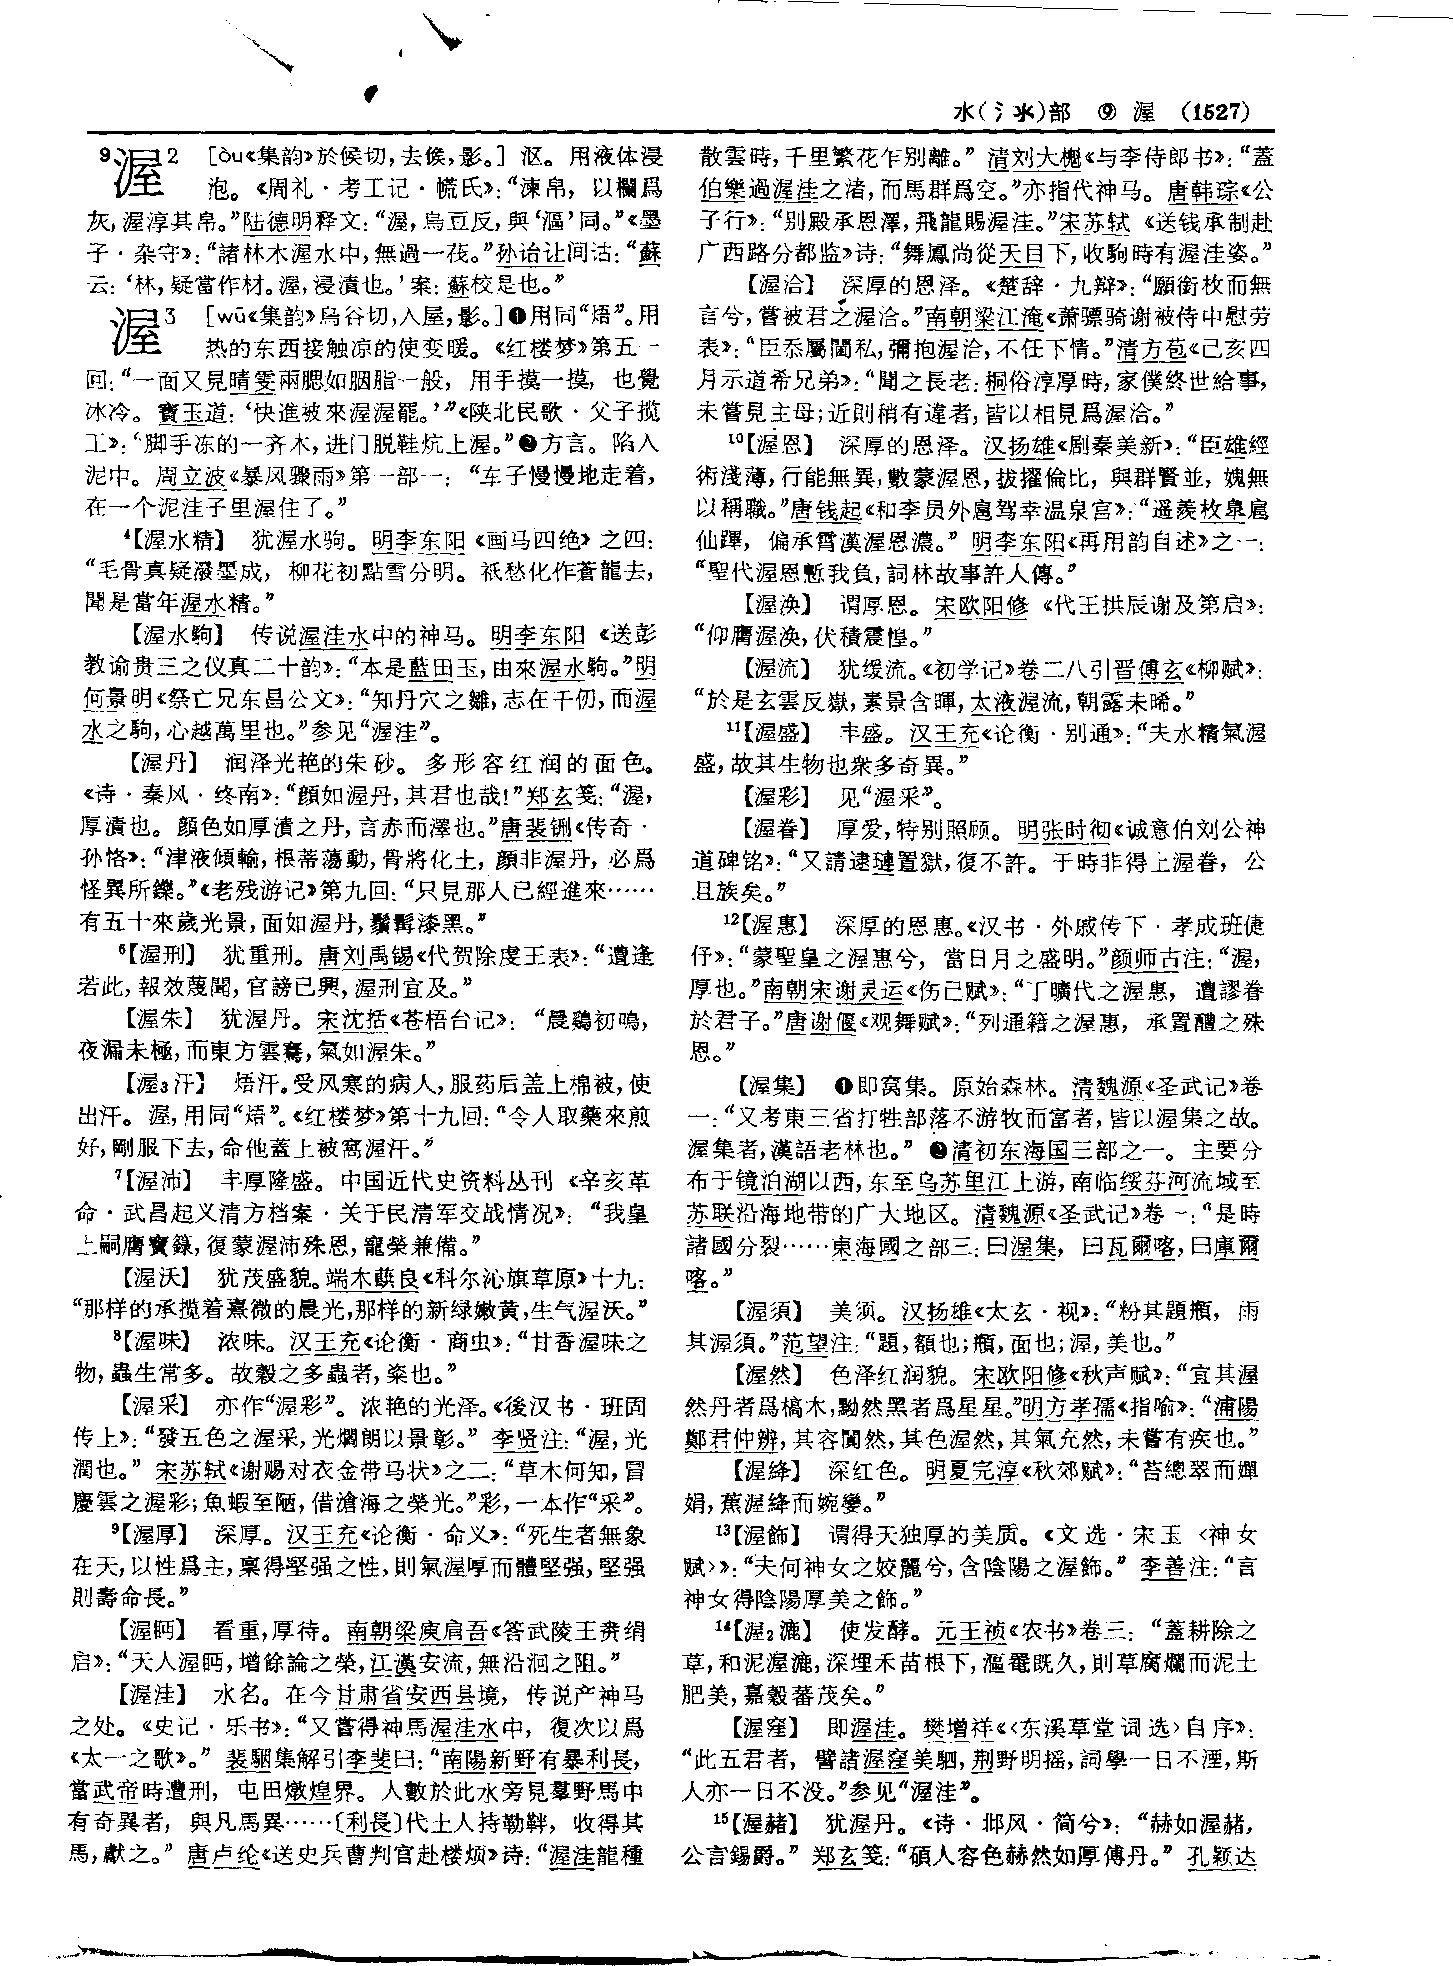 水(氵氺)部 ⑨ 渥 (1527)
⁹渥2 [òu《集韵》於候切,去候,影。] 沤。用液体浸
泡。《周礼·考工记·慌氏》:“湅帛,以欄爲
灰,渥淳其帛。”陆德明释文:“渥,烏豆反,與‘漚’同。”《墨
子·杂守》:“諸林木渥水中,無過一茷。”孙诒让间诂:“蘇
云:‘林,疑當作材。渥,浸漬也。’案:蘇校是也。”
渥3 [wū《集韵》乌谷切,入屋,影。]❶用同“焐”。用
热的东西接触凉的使变暖。《红楼梦》第五一
回:“一面又見晴雯兩腮如胭脂一般,用手摸一摸,也覺
冰冷。寶玉道:‘快進被來渥渥罷。’”《陕北民歌·父子揽
工》:“脚手冻的一齐木,进门脱鞋炕上渥。”❷方言。陷入
泥中。周立波《暴风骤雨》第一部一:“车子慢慢地走着,
在一个泥洼子里渥住了。”
⁴【渥水精】 犹渥水驹。明李东阳《画马四绝》之四:
“毛骨真疑潑墨成,柳花初點雪分明。祇愁化作蒼龍去,
聞是當年渥水精。”
【渥水駒】 传说渥洼水中的神马。明李东阳《送彭
教谕贵三之仪真二十韵》:“本是藍田玉,由來渥水駒。”明
何景明《祭亡兄东昌公文》:“知丹穴之雛,志在千仞,而渥
水之駒,心越萬里也。”参见“渥洼”。
【渥丹】 润泽光艳的朱砂。多形容红润的面色。
《诗·秦风·终南》:“顔如渥丹,其君也哉!”郑玄笺:“渥,
厚漬也。顔色如厚漬之丹,言赤而澤也。”唐裴铏《传奇·
孙恪》:“津液傾輸,根蒂蕩動,骨將化土,顔非渥丹,必爲
怪異所鑠。”《老残游记》第九回:“只見那人已經進來……
有五十來歲光景,面如渥丹,鬚髯漆黑。”
⁶【渥刑】 犹重刑。唐刘禹锡《代贺除虔王表》:“遭逢
若此,報效蔑聞,官謗已興,渥刑宜及。”
【渥朱】 犹渥丹。宋沈括《苍梧台记》:“晨鷄初鳴,
夜漏未極,而東方雲騫,氣如渥朱。”
【渥3汗】 焐汗。受风寒的病人,服药后盖上棉被,使
出汗。渥,用同“焐”。《红楼梦》第十九回:“令人取藥來煎
好,剛服下去,命他蓋上被窩渥汗。”
⁷【渥沛】 丰厚隆盛。中国近代史资料丛刊《辛亥革
命·武昌起义清方档案·关于民清军交战情况》:“我皇
上嗣膺寶籙,復蒙渥沛殊恩,寵榮兼備。”
【渥沃】 犹茂盛貌。端木蕻良《科尔沁旗草原》十九:
“那样的承揽着熹微的晨光,那样的新绿嫩黄,生气渥沃。”
⁸【渥味】 浓味。汉王充《论衡·商虫》:“甘香渥味之
物,蟲生常多。故穀之多蟲者,粢也。”
【渥采】 亦作“渥彩”。浓艳的光泽。《後汉书·班固
传上》:“發五色之渥采,光爓朗以景彰。”李贤注:“渥,光
潤也。”宋苏轼《谢赐对衣金带马状》之二:“草木何知,冒
慶雲之渥彩;魚蝦至陋,借滄海之榮光。”彩,一本作“采”。
⁹【渥厚】 深厚。汉王充《论衡·命义》:“死生者無象
在天,以性爲主,稟得堅强之性,則氣渥厚而體堅强,堅强
則壽命長。”
【渥眄】 看重,厚待。南朝梁庾肩吾《答武陵王赉绢
启》:“天人渥眄,增餘論之榮,江漢安流,無沿洄之阻。”
【渥洼】 水名。在今甘肃省安西县境,传说产神马
之处。《史记·乐书》:“又嘗得神馬渥洼水中,復次以爲
《太一之歌》。”裴駰集解引李斐曰:“南陽新野有暴利長,
當武帝時遭刑,屯田燉煌界。人數於此水旁見羣野馬中
有奇異者,與凡馬異……〔利長〕代土人持勒靽,收得其
馬,獻之。”唐卢纶《送史兵曹判官赴楼烦》诗:“渥洼龍種
散雲時,千里繁花乍别離。”清刘大櫆《与李侍郎书》:“蓋
伯樂過渥洼之渚,而馬群爲空。”亦指代神马。唐韩琮《公
子行》:“别殿承恩澤,飛龍賜渥洼。”宋苏轼《送钱承制赴
广西路分都监》诗:“舞鳳尚從天目下,收駒時有渥洼姿。”
【渥洽】 深厚的恩泽。《楚辞·九辩》:“願銜枚而無
言兮,嘗被君之渥洽。”南朝梁江淹《萧骠骑谢被侍中慰劳
表》:“臣忝屬閫私,彌抱渥洽,不任下情。”清方苞《己亥四
月示道希兄弟》:“聞之長老:桐俗淳厚時,家僕終世給事,
未嘗見主母;近則稍有違者,皆以相見爲渥洽。”
¹⁰【渥恩】 深厚的恩泽。汉扬雄《剧秦美新》:“臣雄經
術淺薄,行能無異,數蒙渥恩,拔擢倫比,與群賢並,媿無
以稱職。”唐钱起《和李员外扈驾幸温泉宫》:“遥羨枚臯扈
仙蹕,偏承霄漢渥恩濃。”明李东阳《再用韵自述》之一:
“聖代渥恩慙我負,詞林故事許人傳。”
【渥涣】 谓厚恩。宋欧阳修《代王拱辰谢及第启》:
“仰膺渥涣,伏積震惶。”
【渥流】 犹缓流。《初学记》卷二八引晋傅玄《柳赋》:
“於是玄雲反嶽,素景含暉,太液渥流,朝露未晞。”
¹¹【渥盛】 丰盛。汉王充《论衡·别通》:“夫水精氣渥
盛,故其生物也衆多奇異。”
【渥彩】 见“渥采”。
【渥眷】 厚爱,特别照顾。明张时彻《诚意伯刘公神
道碑铭》:“又請逮璉置獄,復不許。于時非得上渥眷,公
且族矣。”
¹²【渥惠】 深厚的恩惠。《汉书·外戚传下·孝成班倢
伃》:“蒙聖皇之渥惠兮,當日月之盛明。”颜师古注:“渥,
厚也。”南朝宋谢灵运《伤己赋》:“丁曠代之渥惠,遭謬眷
於君子。”唐谢偃《观舞赋》:“列通籍之渥惠,承置醴之殊
恩。”
【渥集】 ❶即窝集。原始森林。清魏源《圣武记》卷
一:“又考東三省打牲部落不游牧而富者,皆以渥集之故。
渥集者,漢語老林也。”❷清初东海国三部之一。主要分
布于镜泊湖以西,东至乌苏里江上游,南临绥芬河流域至
苏联沿海地带的广大地区。清魏源《圣武记》卷一:“是時
諸國分裂……東海國之部三:曰渥集,曰瓦爾喀,曰庫爾
喀。”
【渥須】 美须。汉扬雄《太玄·视》:“粉其題頯,雨
其渥須。”范望注:“題,額也;頯,面也;渥,美也。”
【渥然】 色泽红润貌。宋欧阳修《秋声赋》:“宜其渥
然丹者爲槁木,黝然黑者爲星星。”明方孝孺《指喻》:“浦陽
鄭君仲辨,其容闐然,其色渥然,其氣充然,未嘗有疾也。”
【渥绛】 深红色。明夏完淳《秋郊赋》:“苔總翠而嬋
娟,蕉渥絳而婉孌。”
¹³【渥飾】 谓得天独厚的美质。《文选·宋玉〈神女
赋〉》:“夫何神女之姣麗兮,含陰陽之渥飾。”李善注:“言
神女得陰陽厚美之飾。”
¹⁴【渥2漉】 使发酵。元王祯《农书》卷三:“蓋耕除之
草,和泥渥漉,深埋禾苗根下,漚罨既久,則草腐爛而泥土
肥美,嘉穀蕃茂矣。”
【渥窪】 即渥洼。樊增祥《〈东溪草堂词选〉自序》:
“此五君者,譬諸渥窪美駟,荆野明摇,詞學一日不湮,斯
人亦一日不没。”参见“渥洼”。
¹⁵【渥赭】 犹渥丹。《诗·邶风·简兮》:“赫如渥赭,
公言錫爵。”郑玄笺:“碩人容色赫然如厚傅丹。”孔颖达